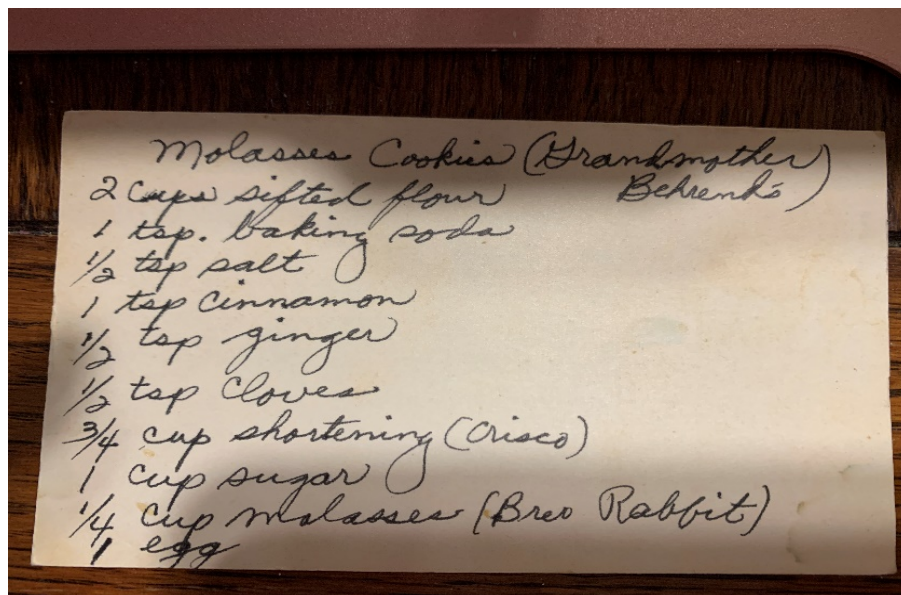 Molasses Cookies (Grandmother
Behrend's)
2 cups sifted flour
1 tsp. baking soda
1/2 tsp salt
1 tsp cinnamon
1/2 tsp ginger
1/2 tsp cloves
3/4 cup shortening (Crisco)
1 cup sugar
1/4 cup molasses (Brer Rabbit)
1 egg